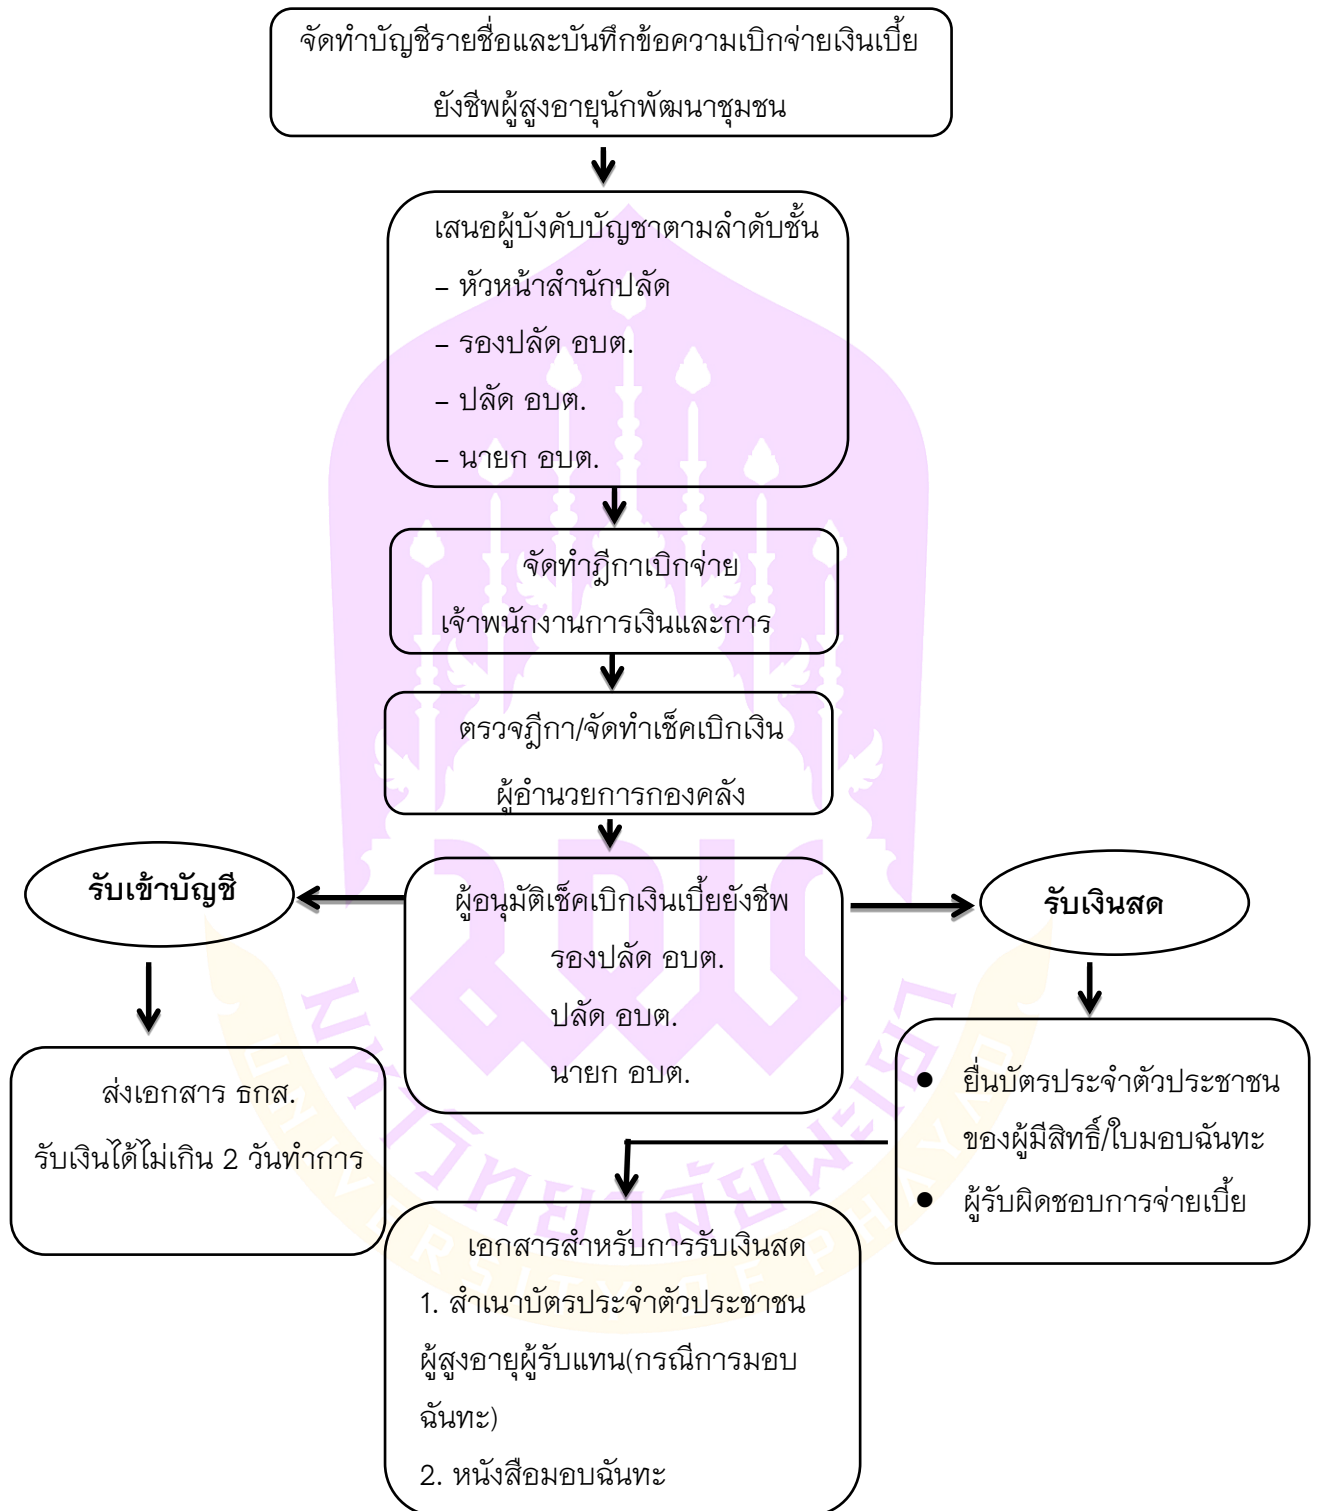 จัดทำบัญชีรายชื่อและบันทึกข้อความเบิกจ่ายเงินเบี้ย
ยังชีพผู้สูงอายุนักพัฒนาชุมชน
เสนอผู้บังคับบัญชาตามลำดับชั้น
– หัวหน้าสำนักปลัด
– รองปลัด อบต.
– ปลัด อบต.
– นายก อบต.
จัดทำฎีกาเบิกจ่าย
เจ้าพนักงานการเงินและการ
ตรวจฎีกา/จัดทำเช็คเบิกเงิน
ผู้อำนวยการกองคลัง
รับเข้าบัญชี
ผู้อนุมัติเช็คเบิกเงินเบี้ยยังชีพ
รองปลัด อบต.
ปลัด อบต.
นายก อบต.
รับเงินสด
ส่งเอกสาร ธกส.
รับเงินได้ไม่เกิน 2 วันทำการ
● ยื่นบัตรประจำตัวประชาชน
ของผู้มีสิทธิ์/ใบมอบฉันทะ
● ผู้รับผิดชอบการจ่ายเบี้ย
เอกสารสำหรับการรับเงินสด
1. สำเนาบัตรประจำตัวประชาชน
ผู้สูงอายุผู้รับแทน(กรณีการมอบ
ฉันทะ)
2. หนังสือมอบฉันทะ
มหาวิทยาลัยพะเยา
UNIVERSITY OF PHAYAO